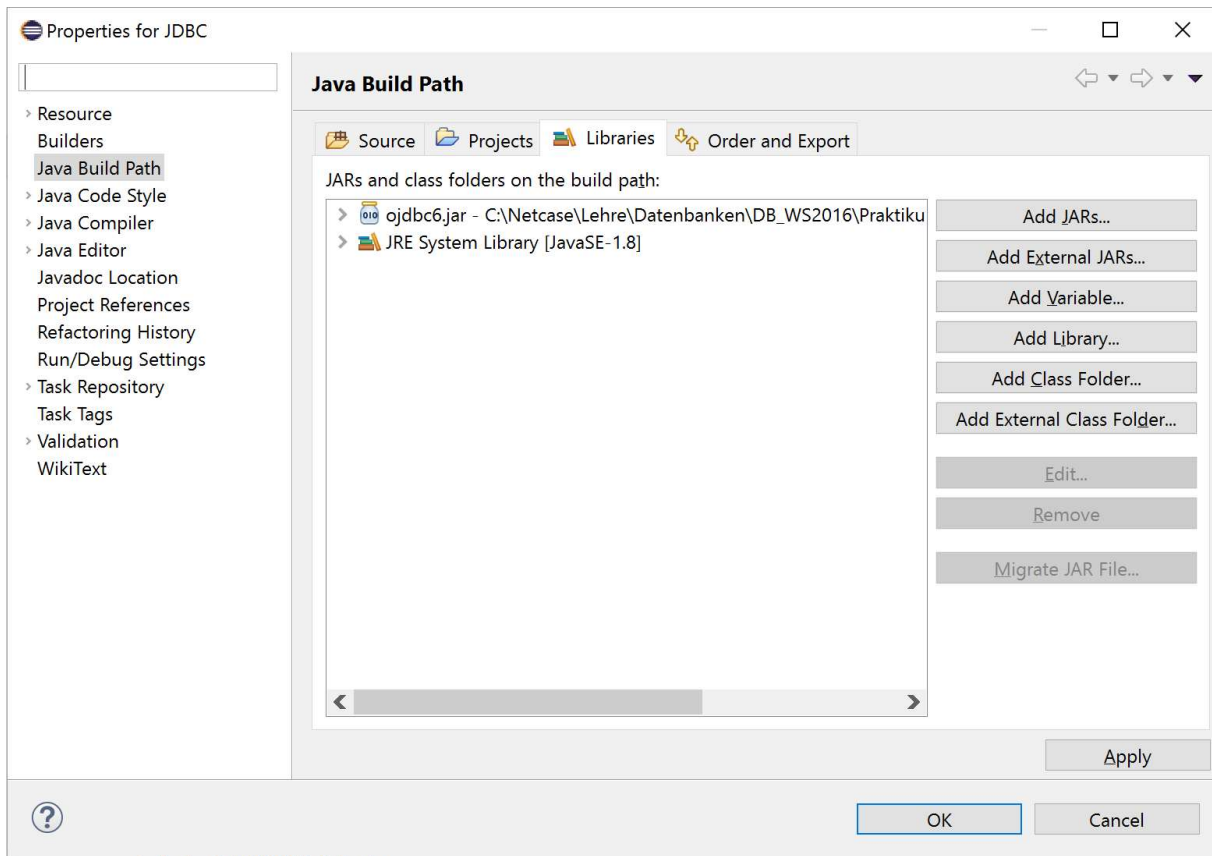 Properties for JDBC
Java Build Path
Resource
Builders
Java Build Path
Java Code Style
Java Compiler
Java Editor
Javadoc Location
Project References
Refactoring History
Run/Debug Settings
Task Repository
Task Tags
Validation
WikiText
Source Projects Libraries Order and Export
JARs and class folders on the build path:
ojdbc6.jar - C:\Netcase\Lehre\Datenbanken\DB_WS2016\Praktiku
JRE System Library [JavaSE-1.8]
Add JARs...
Add External JARs...
Add Variable...
Add Library...
Add Class Folder...
Add External Class Folder...
Edit...
Remove
Migrate JAR File...
Apply
OK Cancel